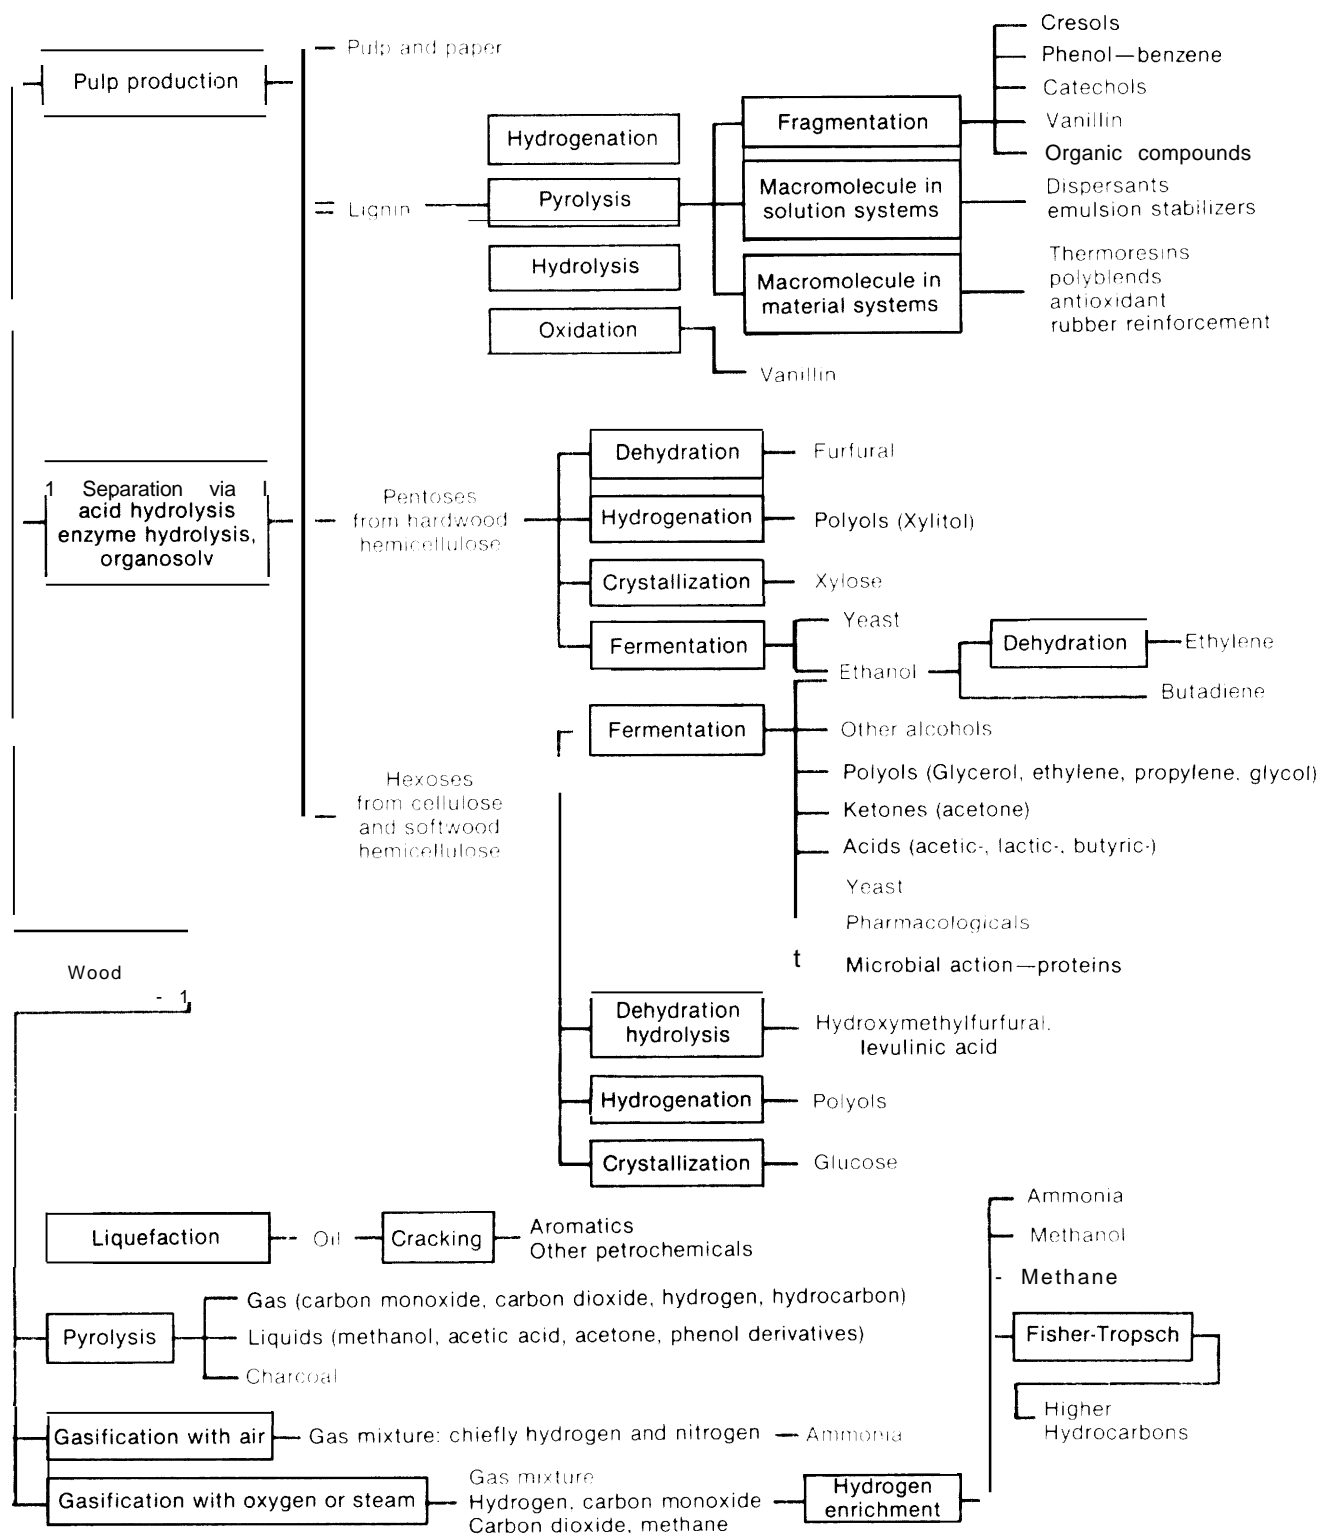 Pulp production
Pulp and paper
Lignin
Hydrogenation
Pyrolysis
Hydrolysis
Oxidation
Vanillin
Fragmentation
Cresols
Phenol—benzene
Catechols
Vanillin
Organic compounds
Macromolecule in
solution systems
Dispersants
emulsion stabilizers
Macromolecule in
material systems
Thermoresins
polyblends
antioxidant
rubber reinforcement
1 Separation via I
acid hydrolysis
enzyme hydrolysis,
organosolv
Pentoses
from hardwood
hemicellulose
Dehydration
Furfural
Hydrogenation
Polyols (Xylitol)
Crystallization
Xylose
Fermentation
Yeast
Ethanol
Dehydration
Ethylene
Butadiene
Hexoses
from cellulose
and softwood
hemicellulose
Fermentation
Other alcohols
Polyols (Glycerol, ethylene, propylene. glycol)
Ketones (acetone)
Acids (acetic-, lactic-, butyric-)
Yeast
Pharmacologicals
t Microbial action—proteins
Dehydration
hydrolysis
Hydroxymethylfurfural.
levulinic acid
Hydrogenation
Polyols
Crystallization
Glucose
Wood
- 1
Liquefaction
Oil
Cracking
Aromatics
Other petrochemicals
Pyrolysis
Gas (carbon monoxide, carbon dioxide, hydrogen, hydrocarbon)
Liquids (methanol, acetic acid, acetone, phenol derivatives)
Charcoal
Gasification with air
Gas mixture: chiefly hydrogen and nitrogen
Ammonia
Gasification with oxygen or steam
Gas mixture
Hydrogen, carbon monoxide
Carbon dioxide, methane
Hydrogen
enrichment
Ammonia
Methanol
- Methane
Fisher-Tropsch
Higher
Hydrocarbons